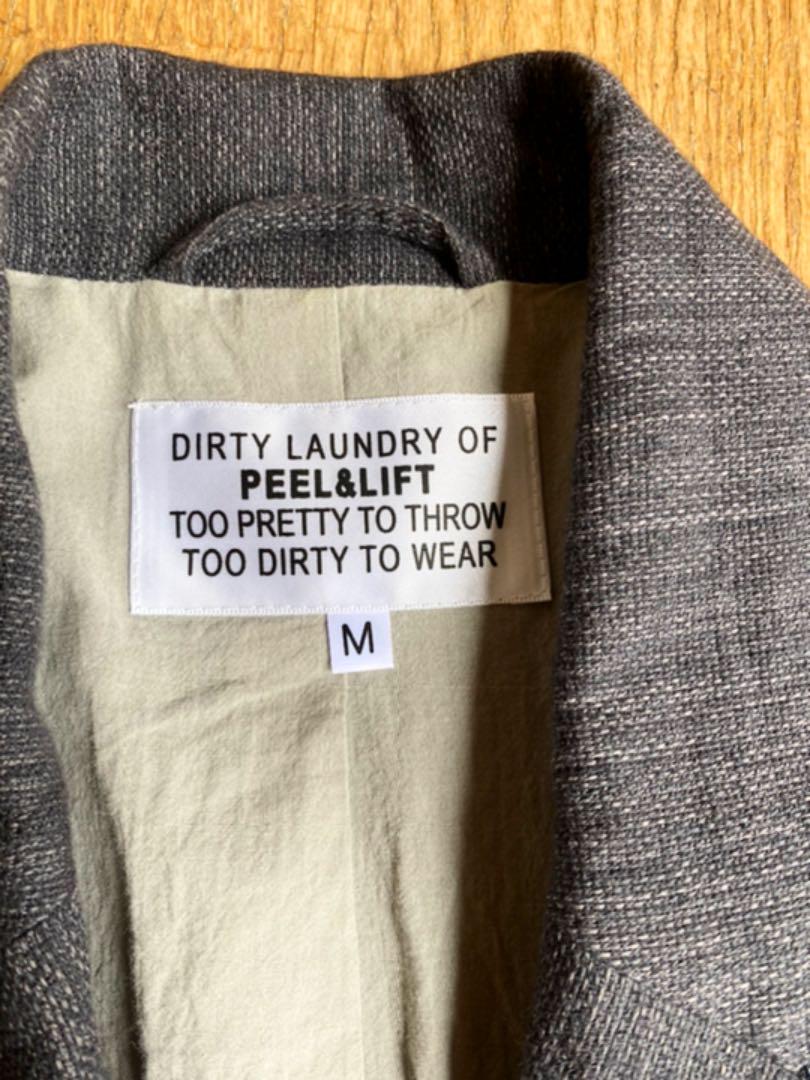 DIRTY LAUNDRY OF
PEEL&LIFT
TOO PRETTY TO THROW
TOO DIRTY TO WEAR
M